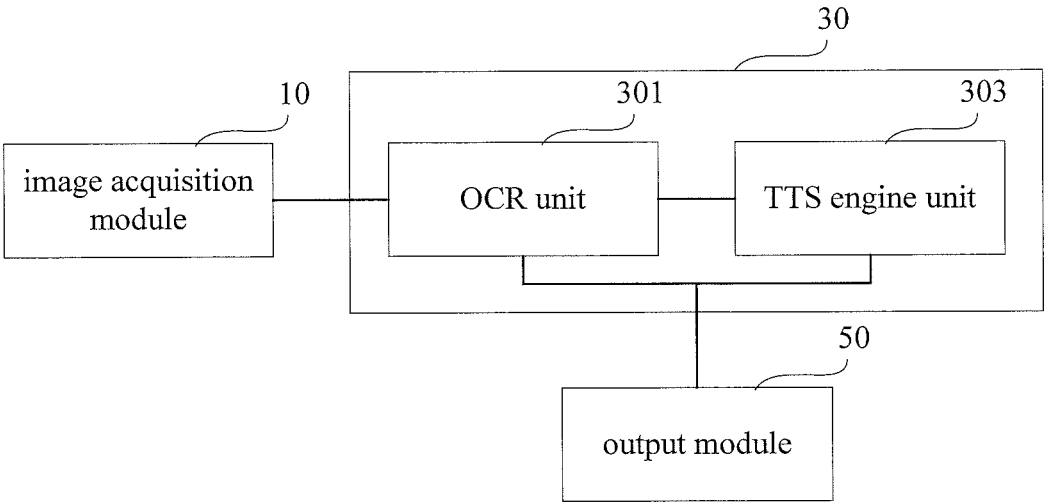 30
10
301
303
image acquisition
module
OCR unit
TTS engine unit
50
output module